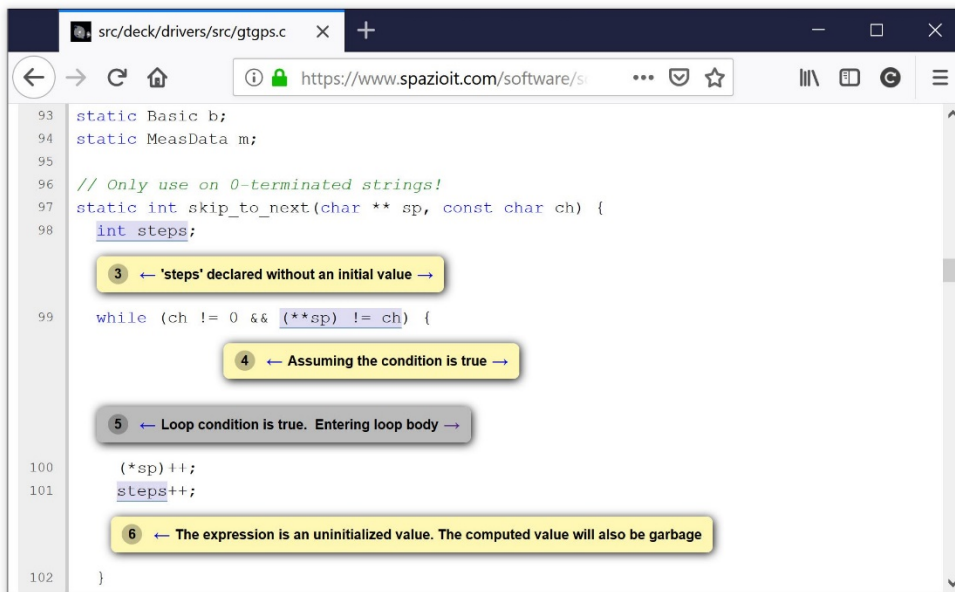 src/deck/drivers/src/gtgps.c
https://www.spazioit.com/software/s
93 static Basic b;
94 static MeasData m;
95
96 // Only use on 0-terminated strings!
97 static int skip_to_next(char ** sp, const char ch) {
98 int steps;
3 ← 'steps' declared without an initial value →
99 while (ch != 0 && (**sp) != ch) {
4 ← Assuming the condition is true →
5 ← Loop condition is true. Entering loop body →
100 (*sp)++;
101 steps++;
6 ← The expression is an uninitialized value. The computed value will also be garbage
102 }